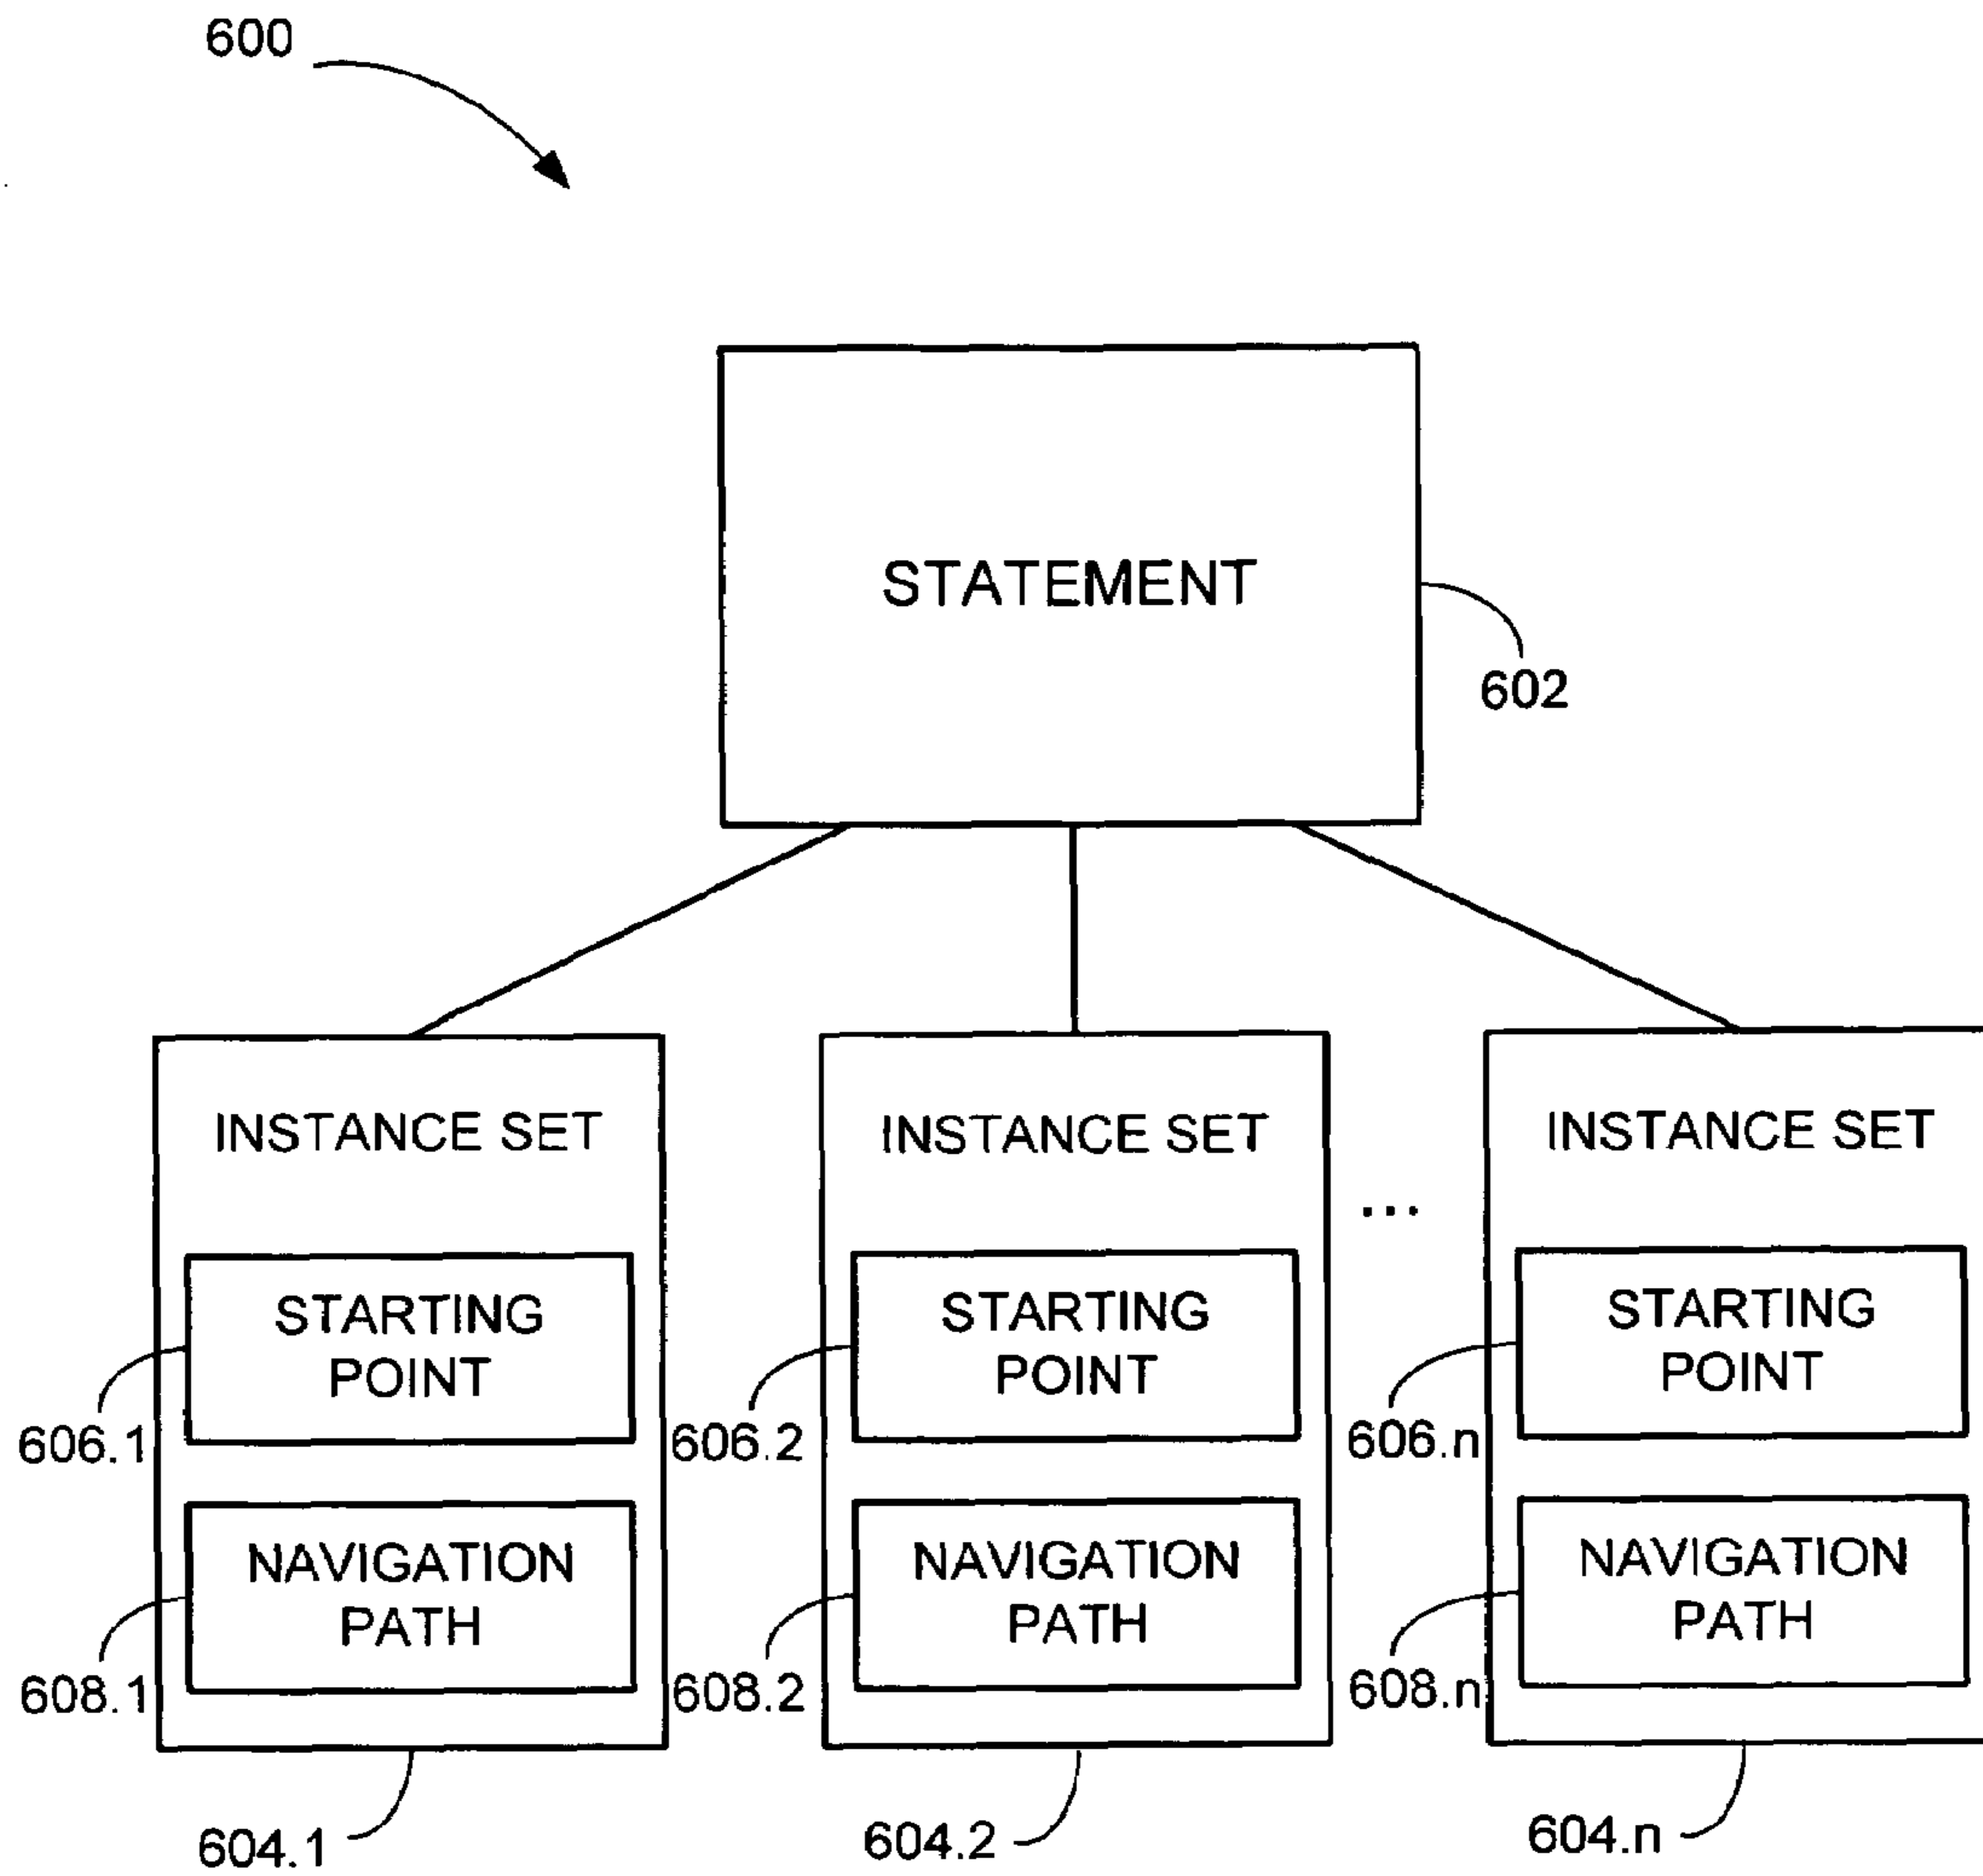 600
STATEMENT
602
INSTANCE SET
INSTANCE SET
INSTANCE SET
...
STARTING
POINT
STARTING
POINT
STARTING
POINT
606.1
606.2
606.n
NAVIGATION
PATH
NAVIGATION
PATH
NAVIGATION
PATH
608.1
608.2
608.n
604.1
604.2
604.n